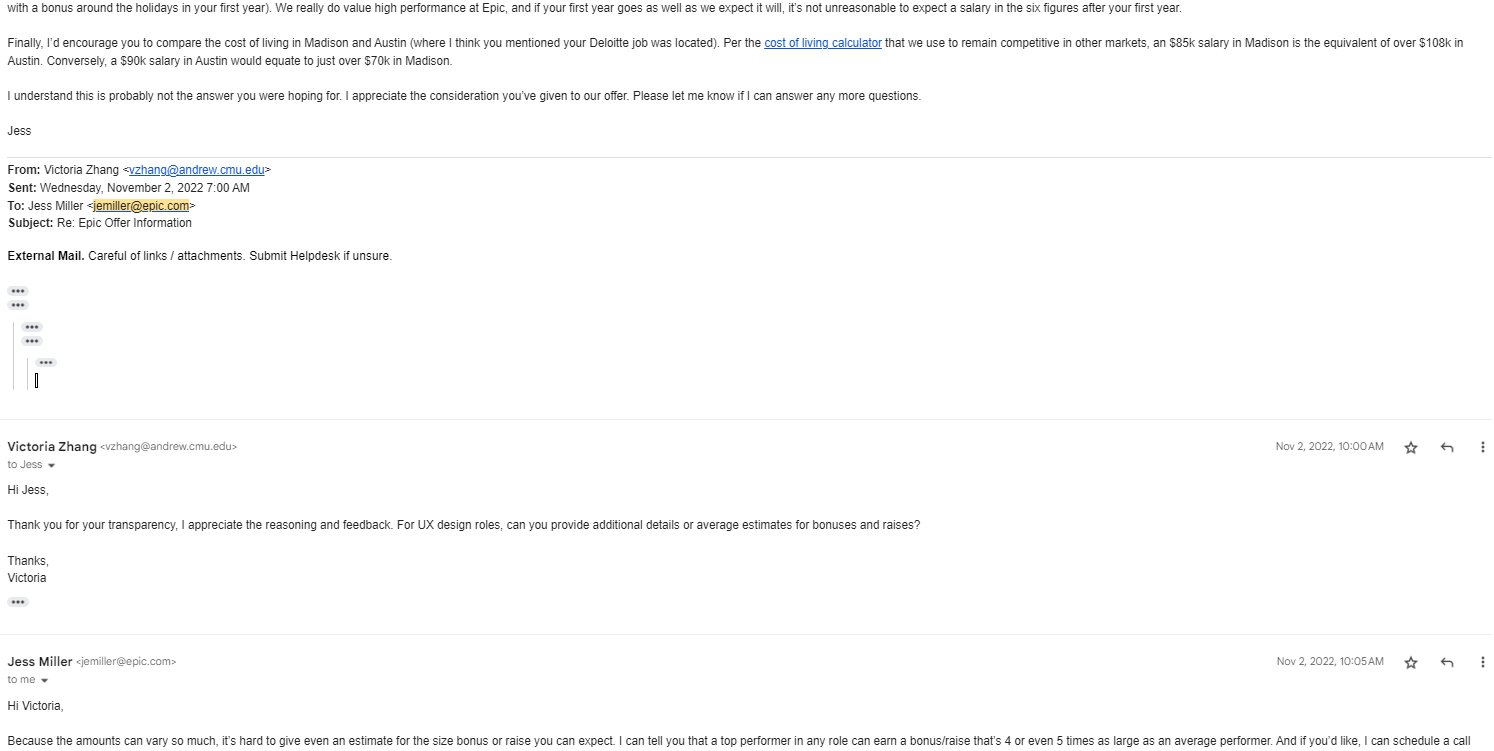 with a bonus around the holidays in your first year). We really do value high performance at Epic, and if your first year goes as well as we expect it will, it's not unreasonable to expect a salary in the six figures after your first year.
Finally, I'd encourage you to compare the cost of living in Madison and Austin (where I think you mentioned your Deloitte job was located). Per the cost of living calculator that we use to remain competitive in other markets, an $85k salary in Madison is the equivalent of over $108k in
Austin. Conversely, a $90k salary in Austin would equate to just over $70k in Madison.
I understand this is probably not the answer you were hoping for. I appreciate the consideration you've given to our offer. Please let me know if I can answer any more questions.
Jess
From: Victoria Zhang <vzhang@andrew.cmu.edu>
Sent: Wednesday, November 2, 2022 7:00 AM
To: Jess Miller <jemiller@epic.com>
Subject: Re: Epic Offer Information
External Mail. Careful of links / attachments. Submit Helpdesk if unsure.
Victoria Zhang <vzhang@andrew.cmu.edu>
Nov 2, 2022, 10:00 AM
to Jess
Hi Jess,
Thank you for your transparency, I appreciate the reasoning and feedback. For UX design roles, can you provide additional details or average estimates for bonuses and raises?
Thanks,
Victoria
Jess Miller <jemiller@epic.com>
Nov 2, 2022, 10:05 AM
to me
Hi Victoria,
Because the amounts can vary so much, it's hard to give even an estimate for the size bonus or raise you can expect. I can tell you that a top performer in any role can earn a bonus/raise that's 4 or even 5 times as large as an average performer. And if you'd like, I can schedule a call